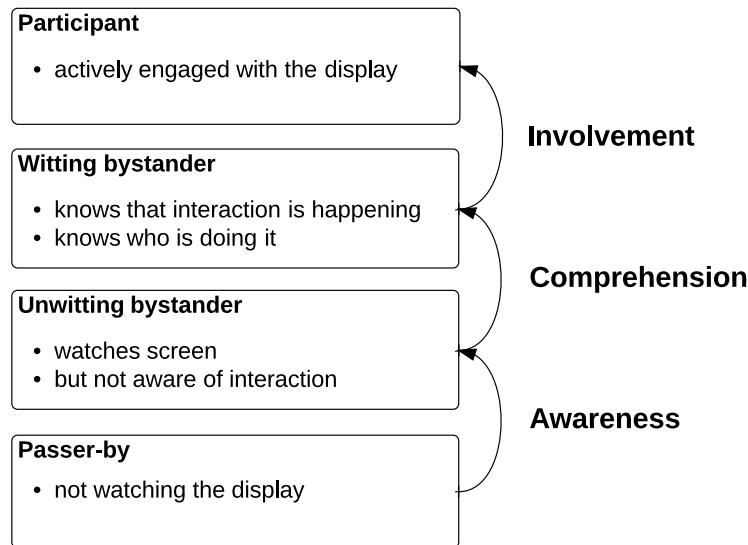 Participant
• actively engaged with the display
Involvement
Witting bystander
• knows that interaction is happening
• knows who is doing it
Comprehension
Unwitting bystander
• watches screen
• but not aware of interaction
Awareness
Passer-by
• not watching the display